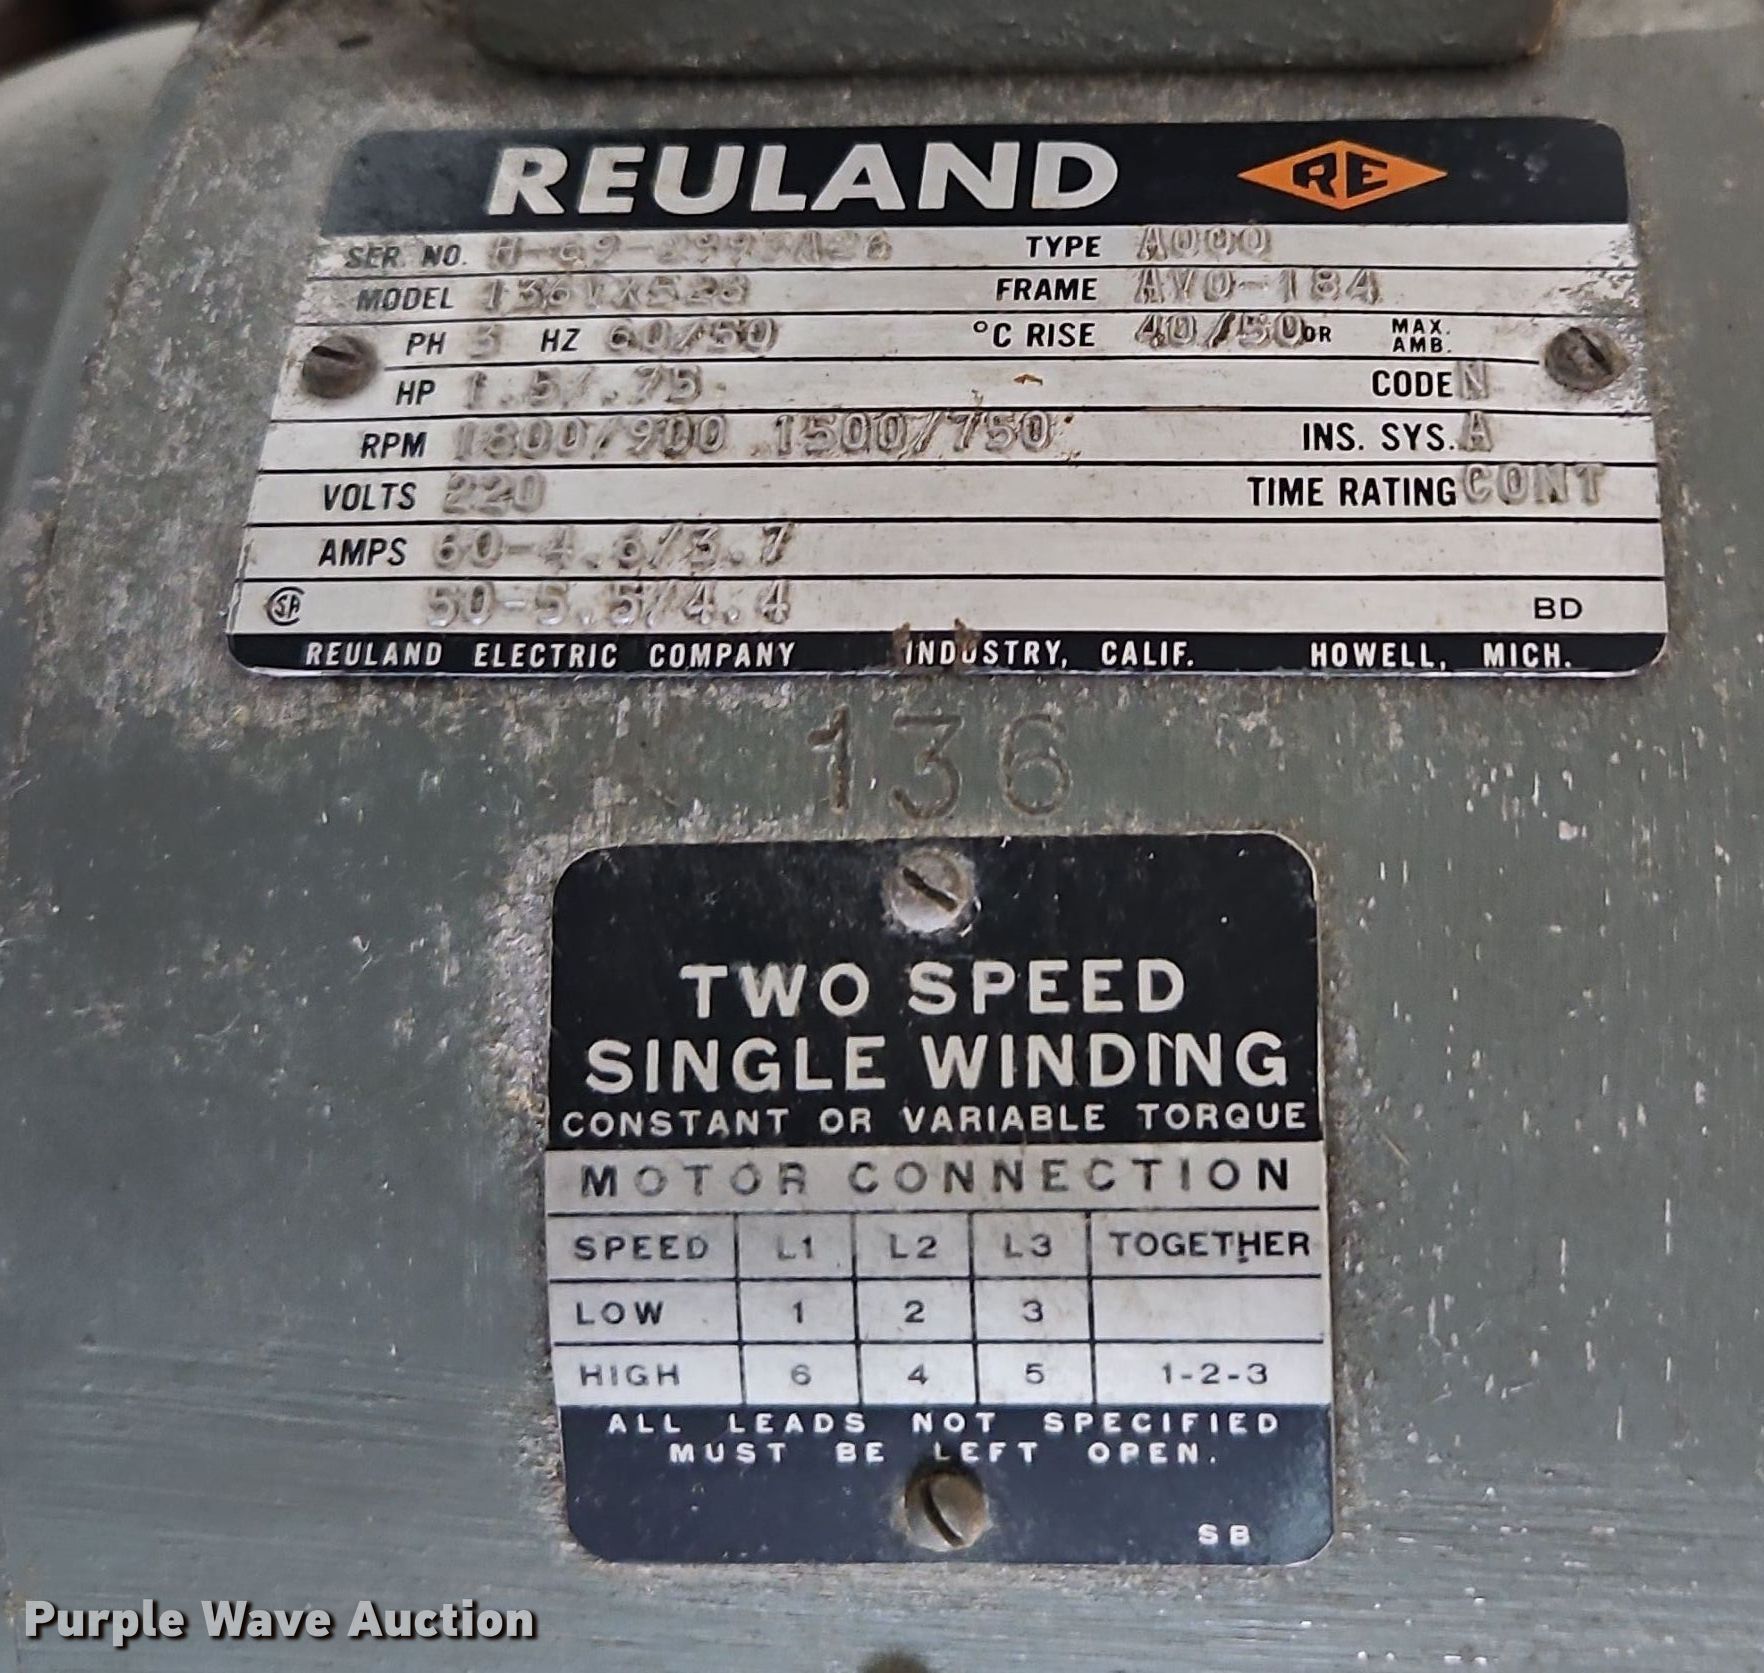 REULAND RE
SER. NO. TYPE A000
MODEL FRAME AVO-184
PH 3 HZ 60/50 °C RISE 40/50 OR MAX. AMB.
HP 1.5/.75 CODE N
RPM 1800/900 1500/750 INS. SYS. A
VOLTS 220 TIME RATING CONT
AMPS 60-4.6/3.7
SA 50-5.5/4.4 BD
REULAND ELECTRIC COMPANY INDUSTRY, CALIF. HOWELL, MICH.
136
TWO SPEED
SINGLE WINDING
CONSTANT OR VARIABLE TORQUE
MOTOR CONNECTION
SPEED L1 L2 L3 TOGETHER
LOW 1 2 3
HIGH 6 4 5 1-2-3
ALL LEADS NOT SPECIFIED
MUST BE LEFT OPEN.
SB
Purple Wave Auction